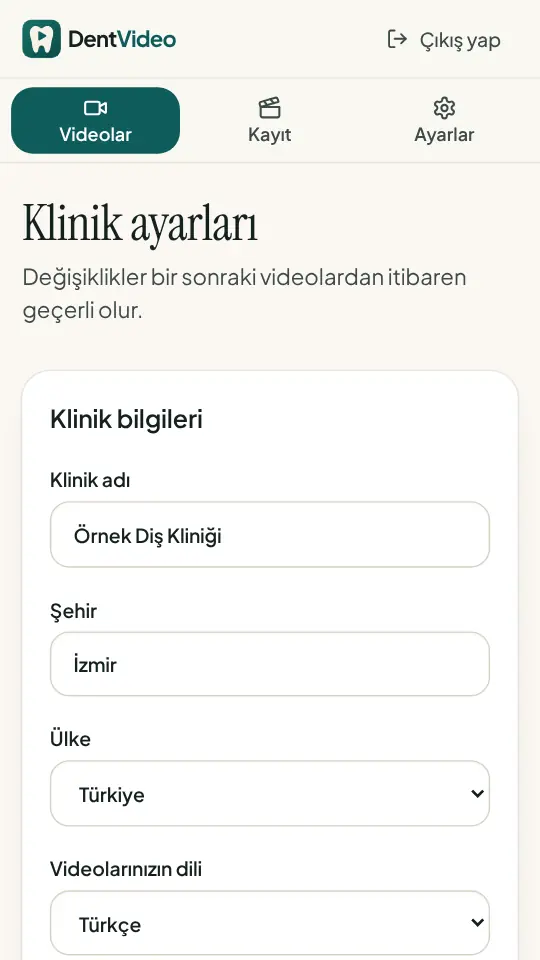 DentVideo
Çıkış yap
Videolar
Kayıt
Ayarlar
Klinik ayarları
Değişiklikler bir sonraki videolardan itibaren
geçerli olur.
Klinik bilgileri
Klinik adı
Örnek Diş Kliniği
Şehir
İzmir
Ülke
Türkiye
Videolarınızın dili
Türkçe